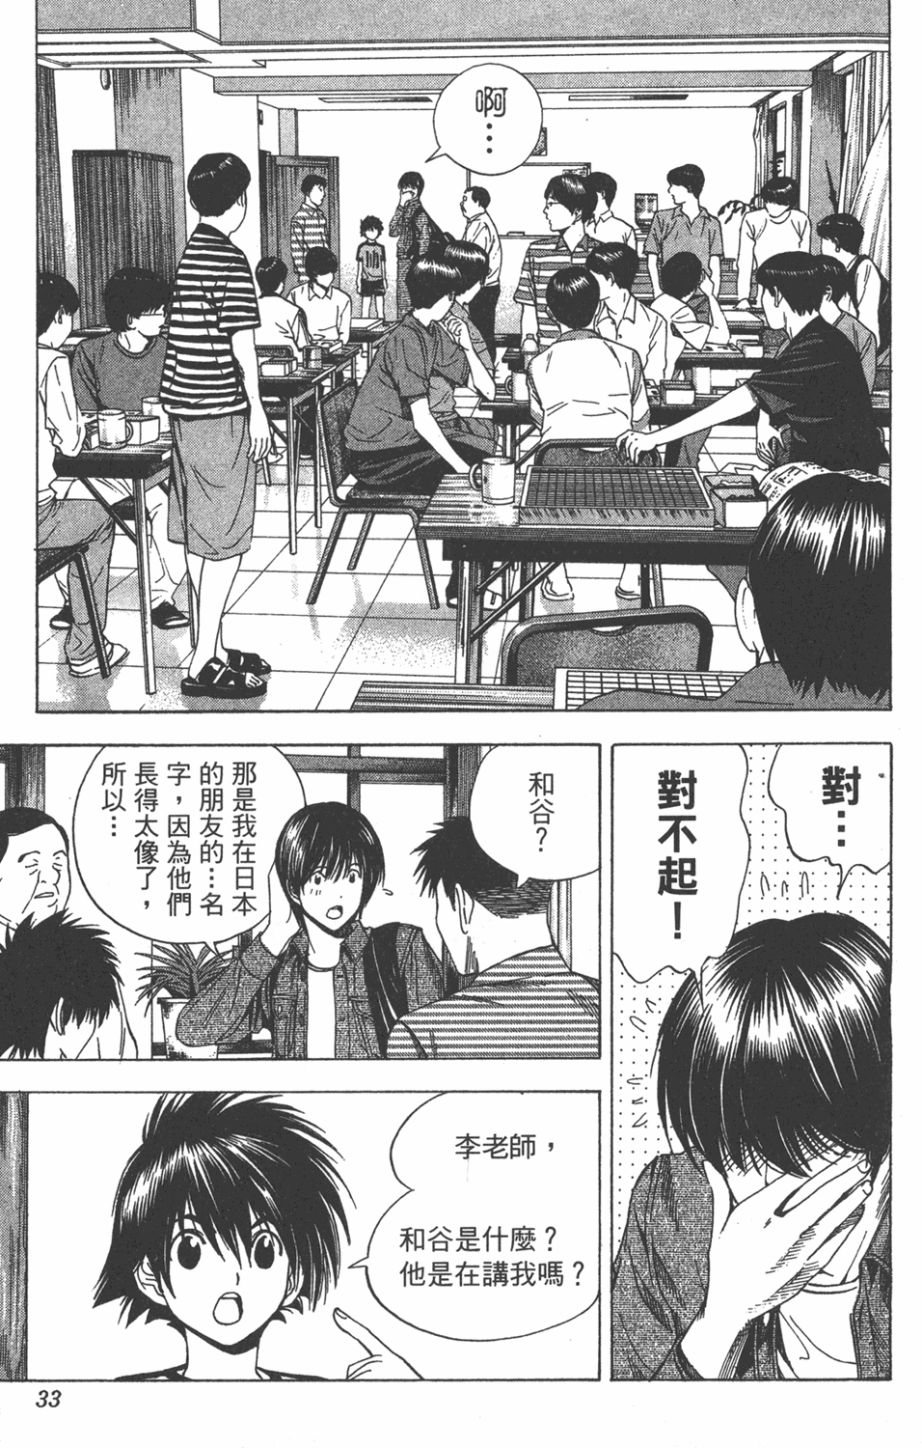 啊…
對…
對不起！
和谷？
那是我在日本
的朋友的…名
字，因為他們
長得太像了，
所以…
李老師，
和谷是什麼？
他是在講我嗎？
33